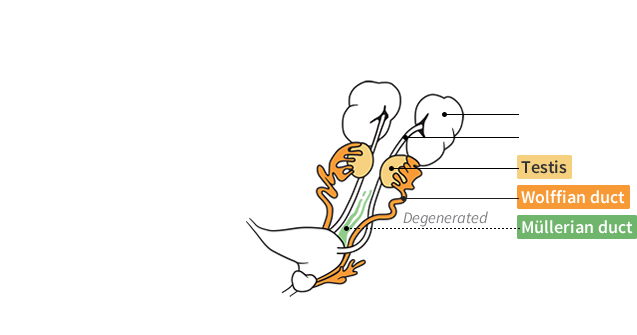 Testis
Wolffian duct
Degenerated
Müllerian duct